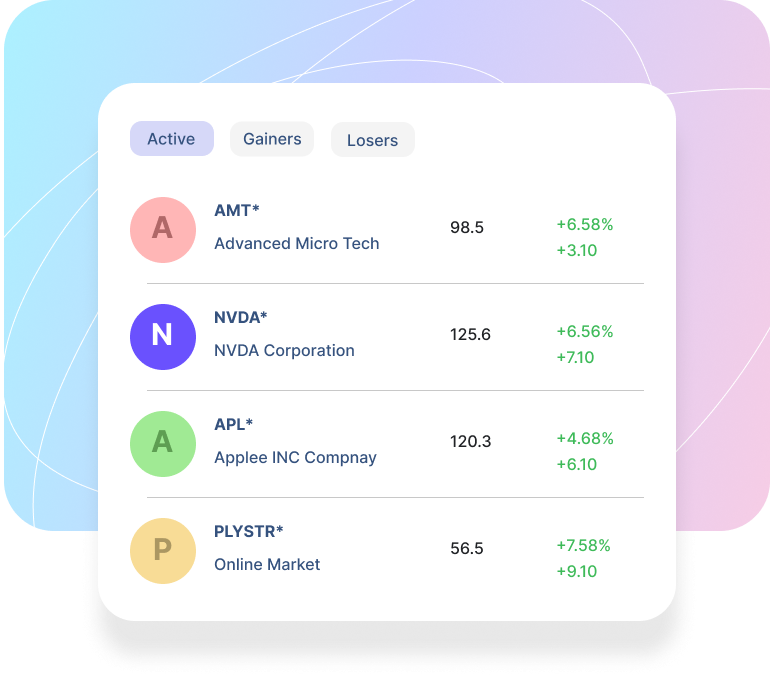 Active Gainers Losers
A
AMT*
Advanced Micro Tech
98.5
+6.58%
+3.10
N
NVDA*
NVDA Corporation
125.6
+6.56%
+7.10
A
APL*
Applee INC Compnay
120.3
+4.68%
+6.10
P
PLYSTR*
Online Market
56.5
+7.58%
+9.10